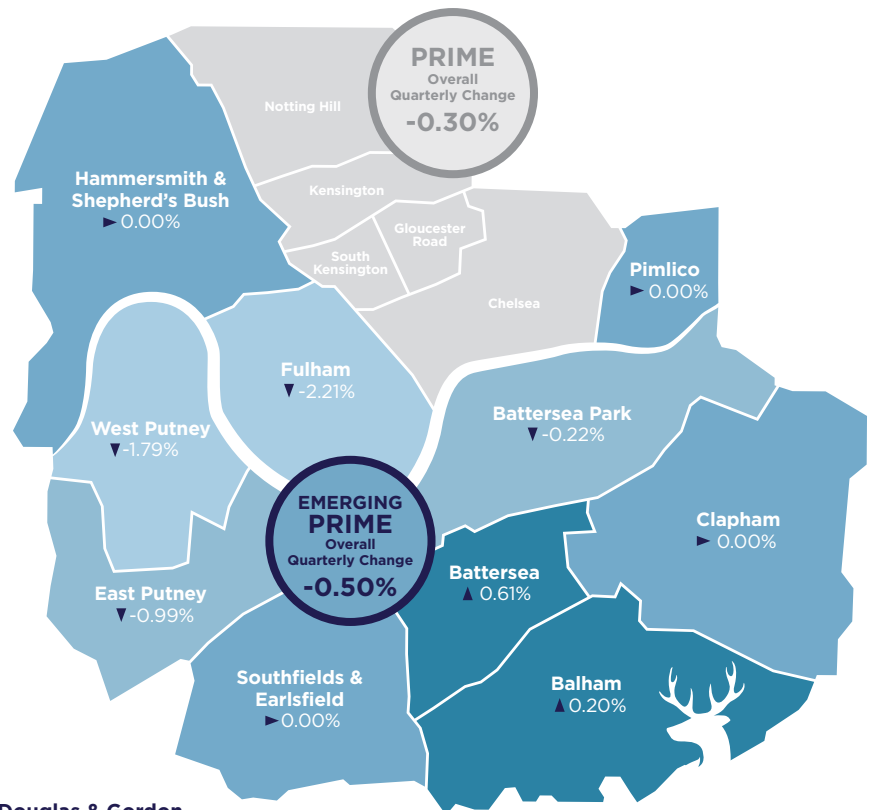 PRIME
Overall
Quarterly Change
-0.30%
Notting Hill
Kensington
Gloucester
Road
South
Kensington
Chelsea
Hammersmith &
Shepherd's Bush
0.00%
Pimlico
0.00%
Fulham
-2.21%
West Putney
-1.79%
Battersea Park
-0.22%
Clapham
0.00%
EMERGING
PRIME
Overall
Quarterly Change
-0.50%
Battersea
0.61%
East Putney
-0.99%
Southfields &
Earlsfield
0.00%
Balham
0.20%
Douglas & Gordon